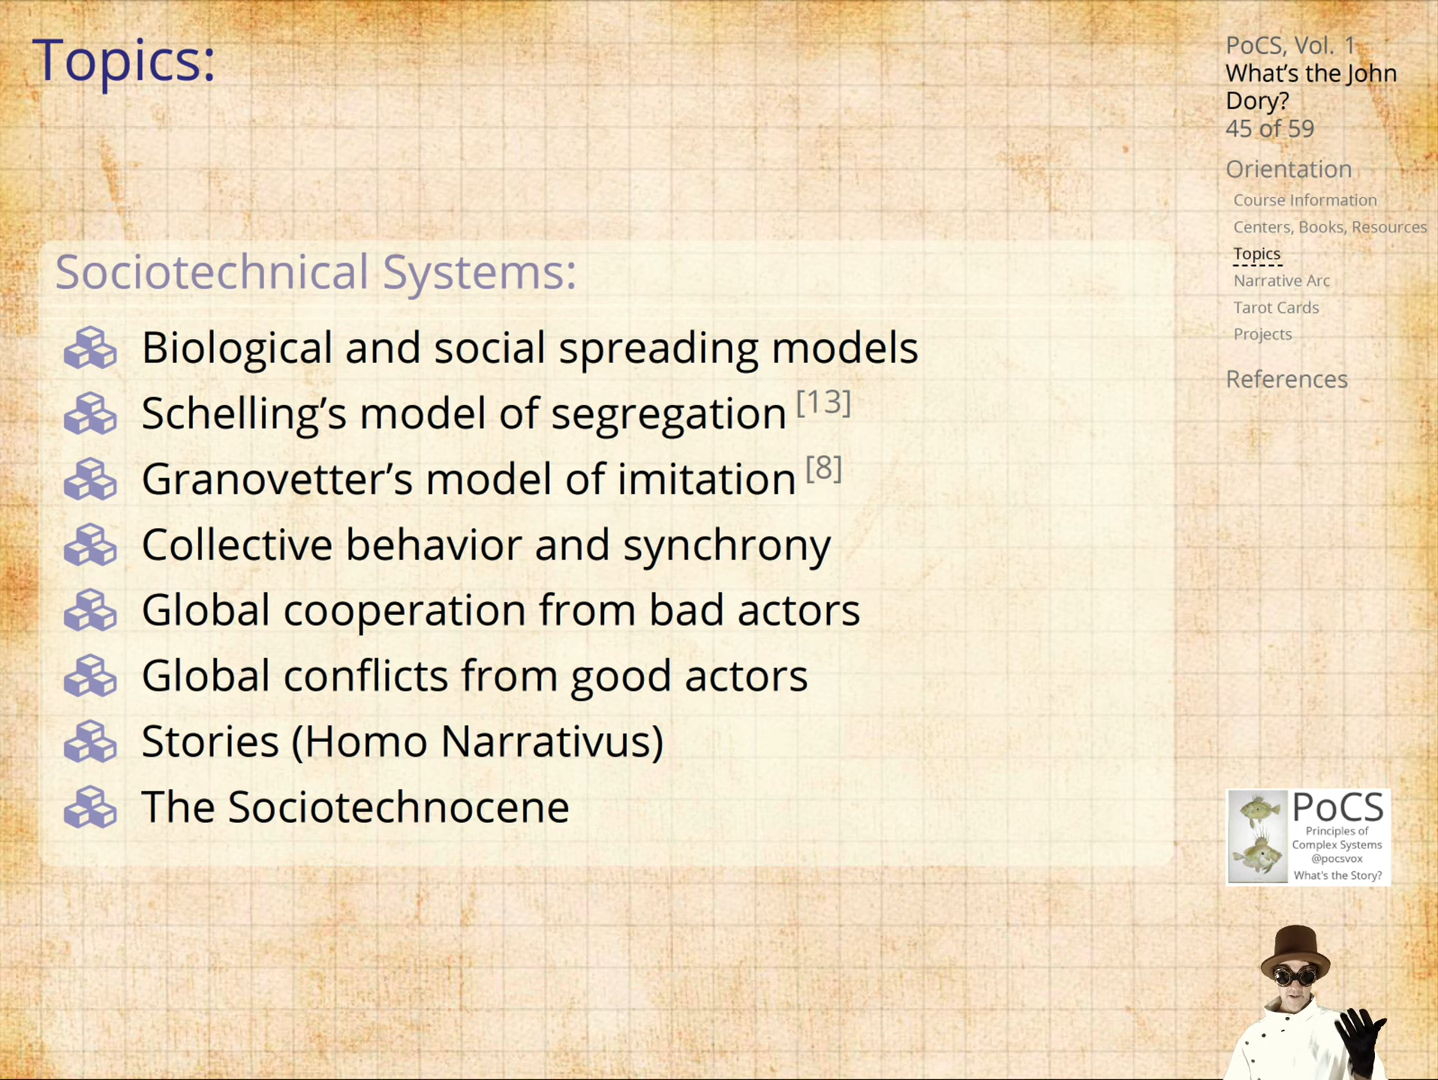 Topics:
Sociotechnical Systems:
Biological and social spreading models
Schelling’s model of segregation [13]
Granovetter’s model of imitation [8]
Collective behavior and synchrony
Global cooperation from bad actors
Global conflicts from good actors
Stories (Homo Narrativus)
The Sociotechnocene
PoCS, Vol. 1
What’s the John
Dory?
45 of 59
Orientation
Course Information
Centers, Books, Resources
Topics
Narrative Arc
Tarot Cards
Projects
References
PoCS
Principles of
Complex Systems
@pocsvox
What's the Story?